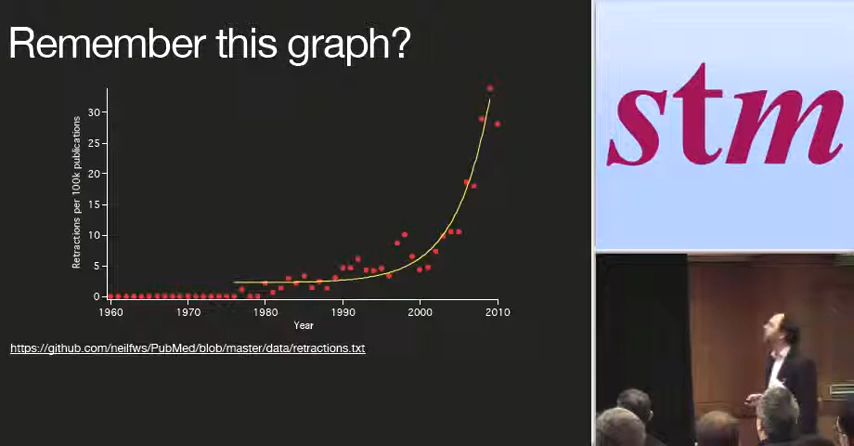 Remember this graph?
Retractions per 100k publications
30
25
20
15
10
5
0
1960
1970
1980
1990
2000
2010
Year
https://github.com/neilfws/PubMed/blob/master/data/retractions.txt
stm